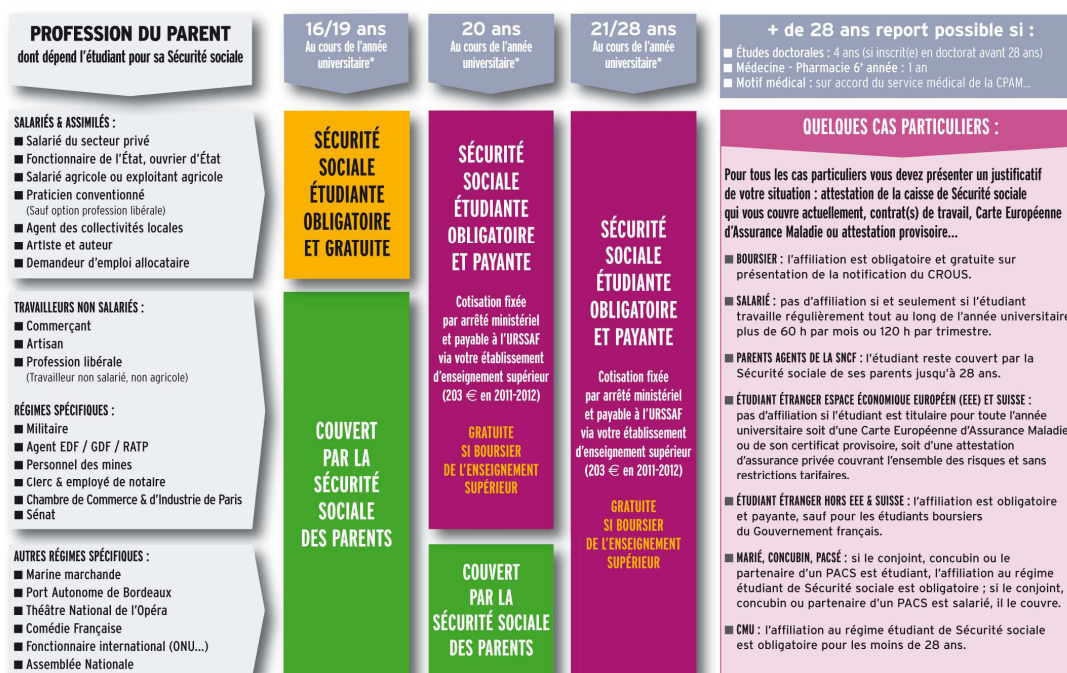 PROFESSION DU PARENT
dont dépend l'étudiant pour sa Sécurité sociale
16/19 ans
Au cours de l'année
universitaire*
20 ans
Au cours de l'année
universitaire*
21/28 ans
Au cours de l'année
universitaire*
+ de 28 ans report possible si :
■ Études doctorales : 4 ans (si inscrit(e) en doctorat avant 28 ans)
■ Médecine - Pharmacie 6e année : 1 an
■ Motif médical : sur accord du service médical de la CPAM...
SALARIÉS & ASSIMILÉS :
■ Salarié du secteur privé
■ Fonctionnaire de l'État, ouvrier d'État
■ Salarié agricole ou exploitant agricole
■ Praticien conventionné
(Sauf option profession libérale)
■ Agent des collectivités locales
■ Artiste et auteur
■ Demandeur d'emploi allocataire
TRAVAILLEURS NON SALARIÉS :
■ Commerçant
■ Artisan
■ Profession libérale
(Travailleur non salarié, non agricole)
RÉGIMES SPÉCIFIQUES :
■ Militaire
■ Agent EDF / GDF / RATP
■ Personnel des mines
■ Clerc & employé de notaire
■ Chambre de Commerce & d'Industrie de Paris
■ Sénat
AUTRES RÉGIMES SPÉCIFIQUES :
■ Marine marchande
■ Port Autonome de Bordeaux
■ Théâtre National de l'Opéra
■ Comédie Française
■ Fonctionnaire international (ONU...)
■ Assemblée Nationale
SÉCURITÉ
SOCIALE
ÉTUDIANTE
OBLIGATOIRE
ET GRATUITE
COUVERT
PAR LA
SÉCURITÉ
SOCIALE
DES PARENTS
SÉCURITÉ
SOCIALE
ÉTUDIANTE
OBLIGATOIRE
ET PAYANTE
Cotisation fixée
par arrêté ministériel
et payable à l'URSSAF
via votre établissement
d'enseignement supérieur
(203 € en 2011-2012)
GRATUITE
SI BOURSIER
DE L'ENSEIGNEMENT
SUPÉRIEUR
COUVERT
PAR LA
SÉCURITÉ SOCIALE
DES PARENTS
SÉCURITÉ
SOCIALE
ÉTUDIANTE
OBLIGATOIRE
ET PAYANTE
Cotisation fixée
par arrêté ministériel
et payable à l'URSSAF
via votre établissement
d'enseignement supérieur
(203 € en 2011-2012)
GRATUITE
SI BOURSIER
DE L'ENSEIGNEMENT
SUPÉRIEUR
QUELQUES CAS PARTICULIERS :
Pour tous les cas particuliers vous devez présenter un justificatif
de votre situation : attestation de la caisse de Sécurité sociale
qui vous couvre actuellement, contrat(s) de travail, Carte Européenne
d'Assurance Maladie ou attestation provisoire...
■ BOURSIER : l'affiliation est obligatoire et gratuite sur
présentation de la notification du CROUS.
■ SALARIÉ : pas d'affiliation si et seulement si l'étudiant
travaille régulièrement tout au long de l'année universitaire
plus de 60 h par mois ou 120 h par trimestre.
■ PARENTS AGENTS DE LA SNCF : l'étudiant reste couvert par la
Sécurité sociale de ses parents jusqu'à 28 ans.
■ ÉTUDIANT ÉTRANGER ESPACE ÉCONOMIQUE EUROPÉEN (EEE) ET SUISSE :
pas d'affiliation si l'étudiant est titulaire pour toute l'année
universitaire soit d'une Carte Européenne d'Assurance Maladie
ou de son certificat provisoire, soit d'une attestation
d'assurance privée couvrant l'ensemble des risques et sans
restrictions tarifaires.
■ ÉTUDIANT ÉTRANGER HORS EEE & SUISSE : l'affiliation est obligatoire
et payante, sauf pour les étudiants boursiers
du Gouvernement français.
■ MARIÉ, CONCUBIN, PACSÉ : si le conjoint, concubin ou le
partenaire d'un PACS est étudiant, l'affiliation au régime
étudiant de Sécurité sociale est obligatoire ; si le conjoint,
concubin ou partenaire d'un PACS est salarié, il le couvre.
■ CMU : l'affiliation au régime étudiant de Sécurité sociale
est obligatoire pour les moins de 28 ans.